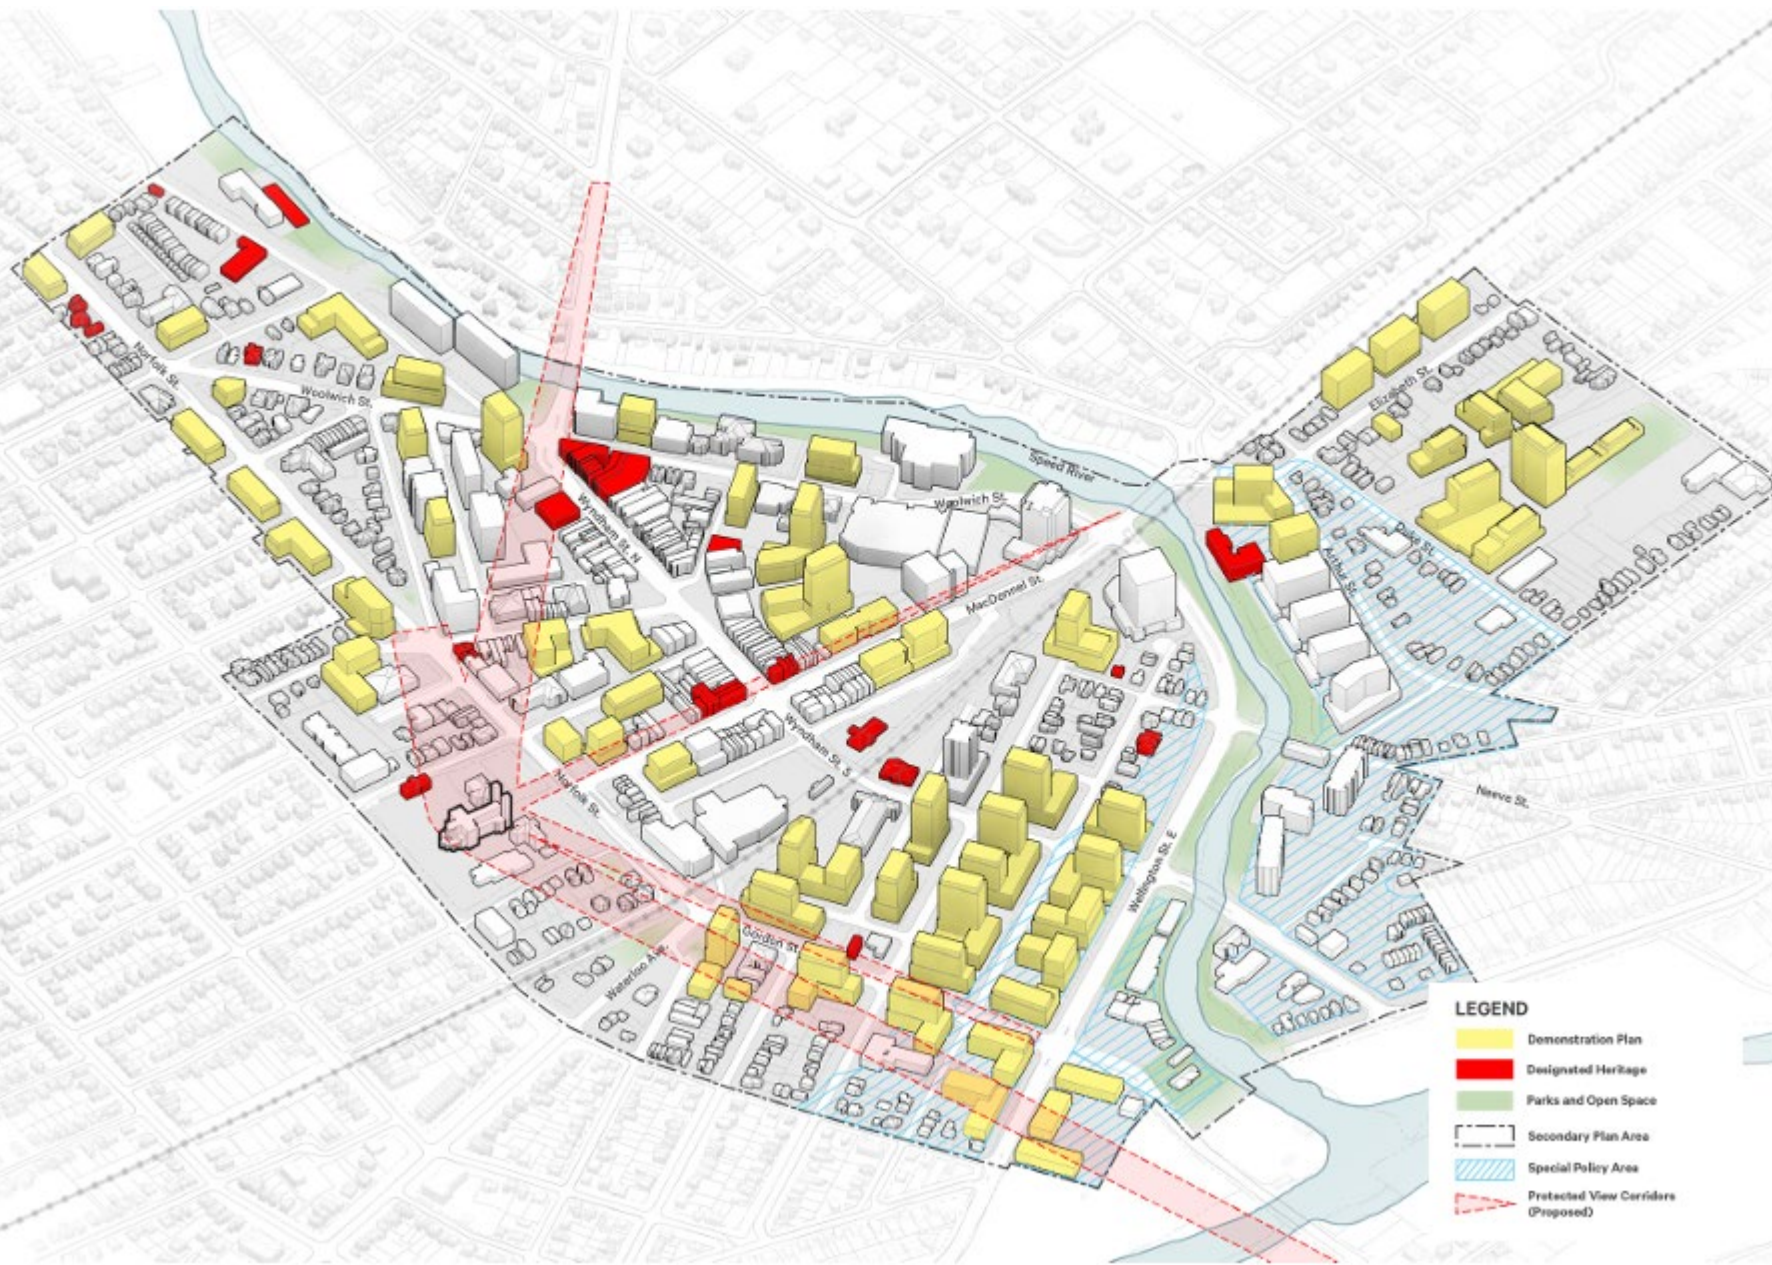 Norfolk St.
Woolwich St.
Speed River
Woolwich St.
Wyndham St. N
MacDonnel St.
Elizabeth St.
Duke St.
Arthur St.
Wyndham St. S
Norfolk St.
Neeve St.
Wellington St. E
Gordon St.
Waterloo Ave
LEGEND
Demonstration Plan
Designated Heritage
Parks and Open Space
Secondary Plan Area
Special Policy Area
Protected View Corridors
(Proposed)